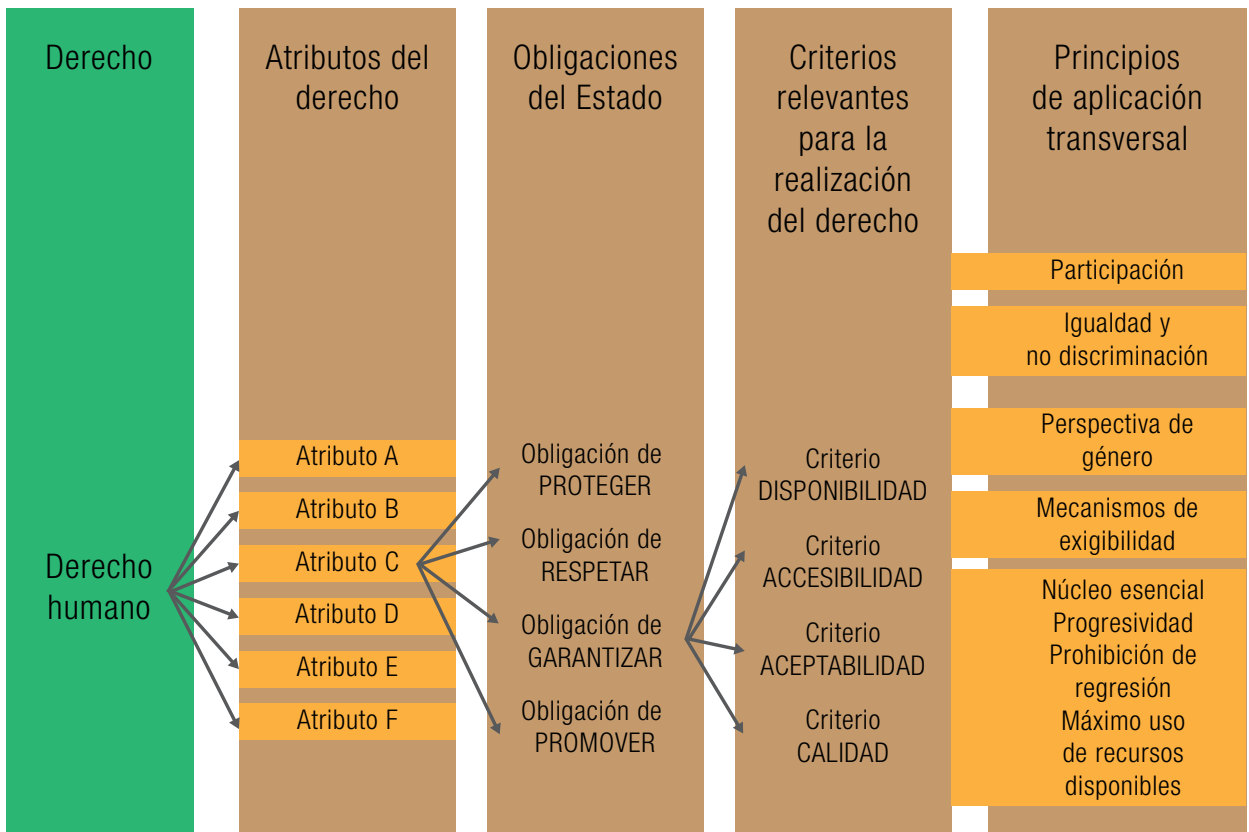 Derecho
Atributos del
derecho
Obligaciones
del Estado
Criterios
relevantes
para la
realización
del derecho
Principios
de aplicación
transversal
Derecho
humano
Atributo A
Atributo B
Atributo C
Atributo D
Atributo E
Atributo F
Obligación de
PROTEGER
Obligación de
RESPETAR
Obligación de
GARANTIZAR
Obligación de
PROMOVER
Criterio
DISPONIBILIDAD
Criterio
ACCESIBILIDAD
Criterio
ACEPTABILIDAD
Criterio
CALIDAD
Participación
Igualdad y
no discriminación
Perspectiva de
género
Mecanismos de
exigibilidad
Núcleo esencial
Progresividad
Prohibición de
regresión
Máximo uso
de recursos
disponibles